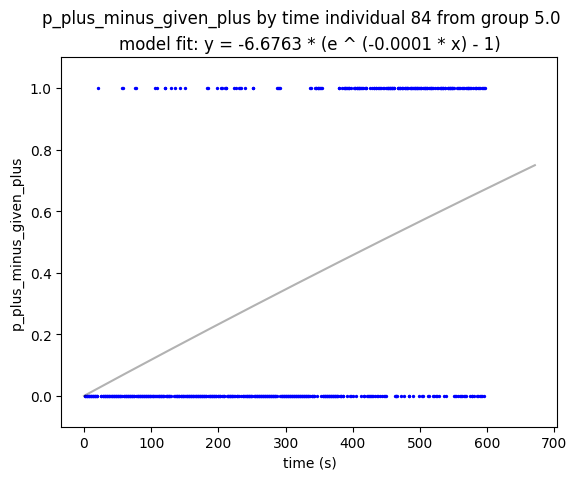 p_plus_minus_given_plus by time individual 84 from group 5.0
model fit: y = -6.6763 * (e ^ (-0.0001 * x) - 1)
1.0
0.8
0.6
0.4
0.2
0.0
p_plus_minus_given_plus
0 100 200 300 400 500 600 700
time (s)